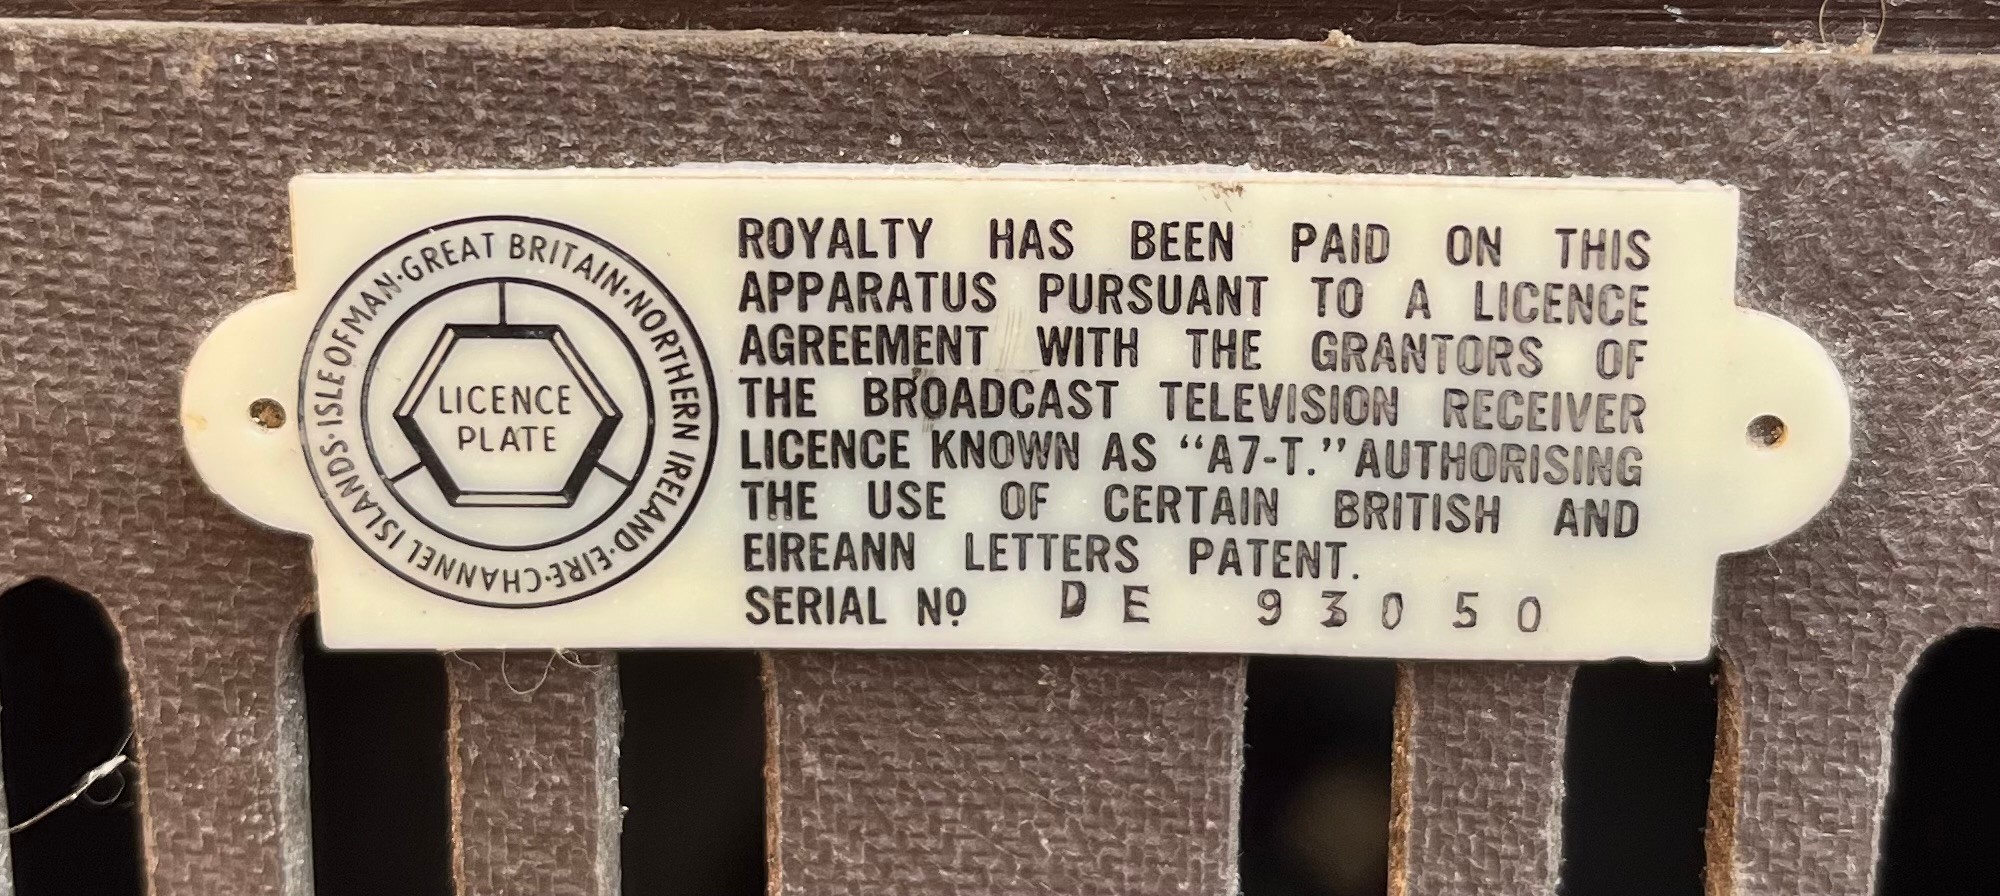 GREAT BRITAIN·NORTHERN IRELAND·EIRE·CHANNEL ISLANDS·ISLE OF MAN·
LICENCE
PLATE
ROYALTY HAS BEEN PAID ON THIS
APPARATUS PURSUANT TO A LICENCE
AGREEMENT WITH THE GRANTORS OF
THE BROADCAST TELEVISION RECEIVER
LICENCE KNOWN AS “A7-T.” AUTHORISING
THE USE OF CERTAIN BRITISH AND
EIREANN LETTERS PATENT.
SERIAL Nº DE 93050